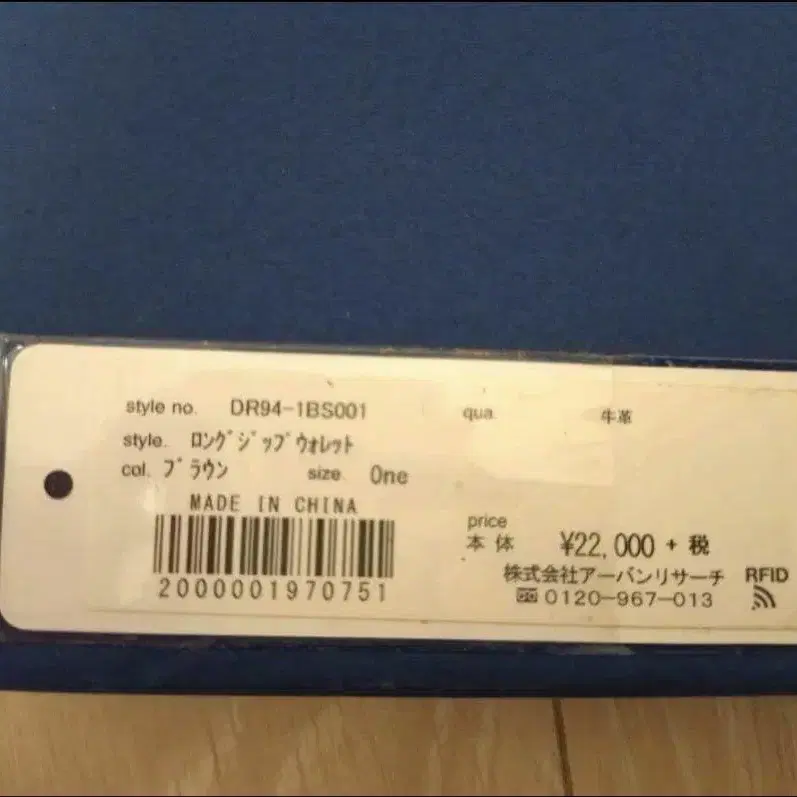 style no. DR94-1BS001
style. ﾛﾝｸﾞｼﾞｯﾌﾟｳｫﾚｯﾄ
col. ﾌﾞﾗｳﾝ size One
MADE IN CHINA
2000001970751
qua 牛革
price
本体 ¥22,000 + 税
株式会社アーバンリサーチ
0120-967-013
RFID